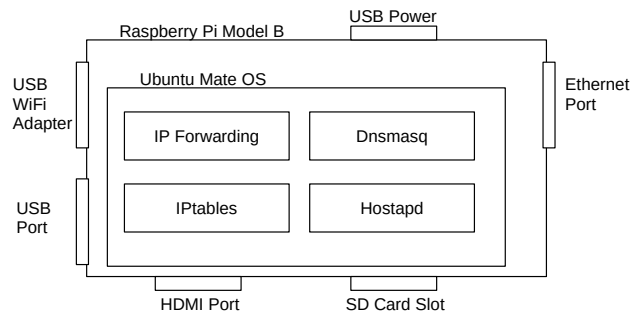 USB Power
Raspberry Pi Model B
Ubuntu Mate OS
USB
WiFi
Adapter
Ethernet
Port
IP Forwarding
Dnsmasq
IPtables
Hostapd
USB
Port
HDMI Port
SD Card Slot